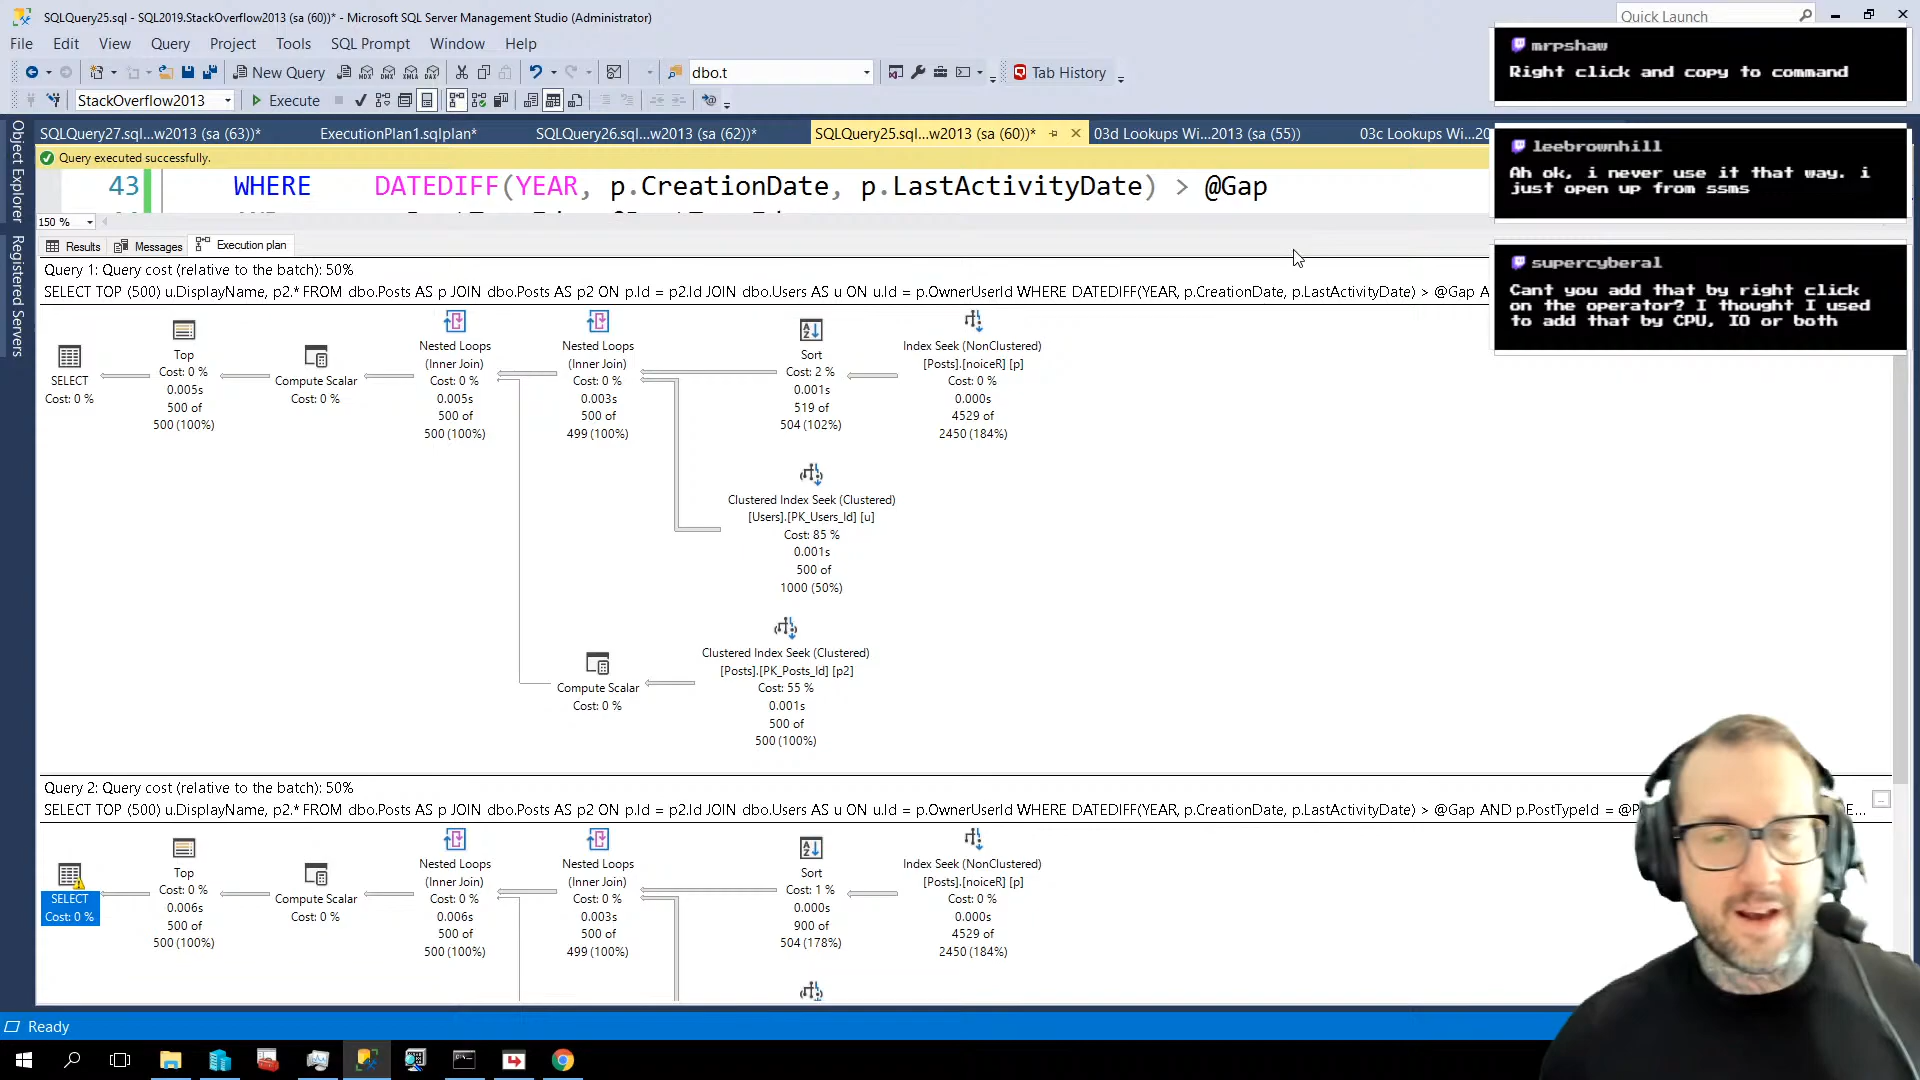 SQLQuery25.sql - SQL2019.StackOverflow2013 (sa (60))* - Microsoft SQL Server Management Studio (Administrator)
Quick Launch
File Edit View Query Project Tools SQL Prompt Window Help
New Query
dbo.t
Tab History
StackOverflow2013
Execute
mrpshaw
Right click and copy to command
leebrownhill
Ah ok, i never use it that way. i
just open up from ssms
supercyberal
Cant you add that by right click
on the operator? I thought I used
to add that by CPU, IO or both
Object Explorer
Registered Servers
SQLQuery27.sql...w2013 (sa (63))* ExecutionPlan1.sqlplan* SQLQuery26.sql...w2013 (sa (62))* SQLQuery25.sql...w2013 (sa (60))* 03d Lookups Wi...2013 (sa (55)) 03c Lookups Wi...20
Query executed successfully.
43 WHERE DATEDIFF(YEAR, p.CreationDate, p.LastActivityDate) > @Gap
150 %
Results Messages Execution plan
Query 1: Query cost (relative to the batch): 50%
SELECT TOP (500) u.DisplayName, p2.* FROM dbo.Posts AS p JOIN dbo.Posts AS p2 ON p.Id = p2.Id JOIN dbo.Users AS u ON u.Id = p.OwnerUserId WHERE DATEDIFF(YEAR, p.CreationDate, p.LastActivityDate) > @Gap A
SELECT
Cost: 0 %
Top
Cost: 0 %
0.005s
500 of
500 (100%)
Compute Scalar
Cost: 0 %
Nested Loops
(Inner Join)
Cost: 0 %
0.005s
500 of
500 (100%)
Nested Loops
(Inner Join)
Cost: 0 %
0.003s
500 of
499 (100%)
Sort
Cost: 2 %
0.001s
519 of
504 (102%)
Index Seek (NonClustered)
[Posts].[noiceR] [p]
Cost: 0 %
0.000s
4529 of
2450 (184%)
Clustered Index Seek (Clustered)
[Users].[PK_Users_Id] [u]
Cost: 85 %
0.001s
500 of
1000 (50%)
Compute Scalar
Cost: 0 %
Clustered Index Seek (Clustered)
[Posts].[PK_Posts_Id] [p2]
Cost: 55 %
0.001s
500 of
500 (100%)
Query 2: Query cost (relative to the batch): 50%
SELECT TOP (500) u.DisplayName, p2.* FROM dbo.Posts AS p JOIN dbo.Posts AS p2 ON p.Id = p2.Id JOIN dbo.Users AS u ON u.Id = p.OwnerUserId WHERE DATEDIFF(YEAR, p.CreationDate, p.LastActivityDate) > @Gap AND p.PostTypeId = @P E...
SELECT
Cost: 0 %
Top
Cost: 0 %
0.006s
500 of
500 (100%)
Compute Scalar
Cost: 0 %
Nested Loops
(Inner Join)
Cost: 0 %
0.006s
500 of
500 (100%)
Nested Loops
(Inner Join)
Cost: 0 %
0.003s
500 of
499 (100%)
Sort
Cost: 1 %
0.000s
900 of
504 (178%)
Index Seek (NonClustered)
[Posts].[noiceR] [p]
Cost: 0 %
0.000s
4529 of
2450 (184%)
Ready